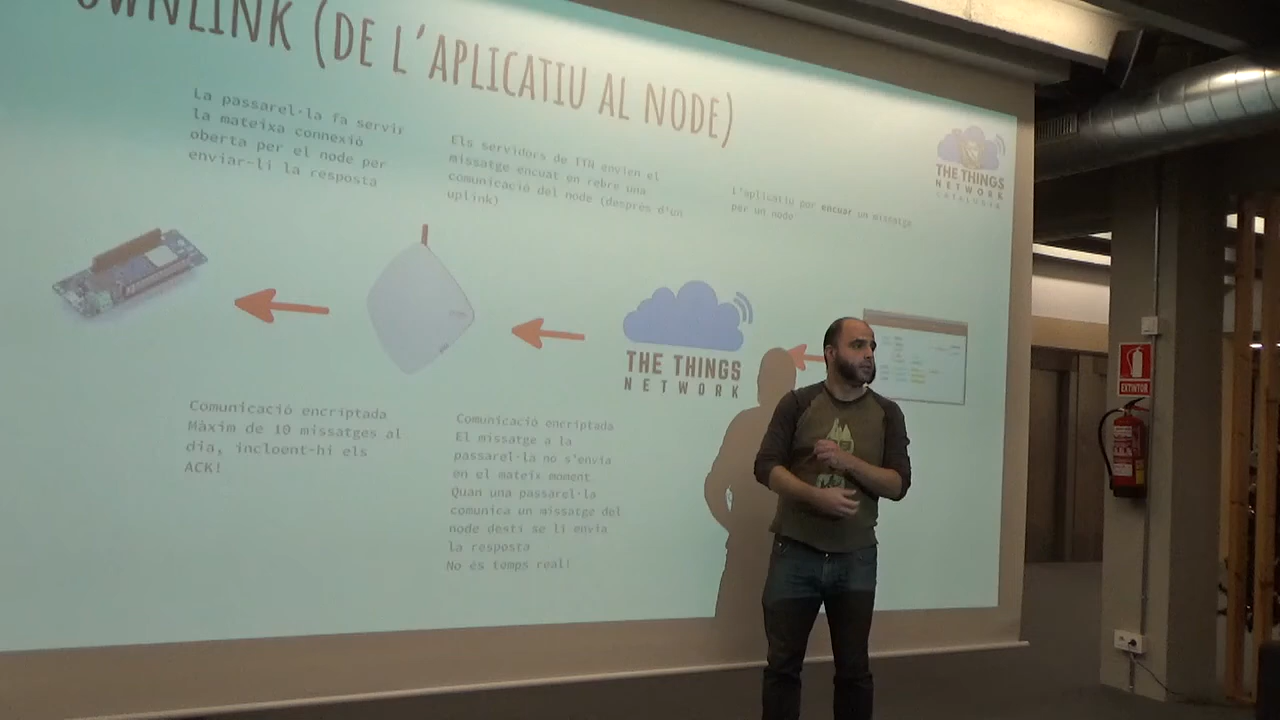 OWNLINK (DE L'APLICATIU AL NODE)
La passarel·la fa servir
la mateixa connexió
oberta per el node per
enviar-li la resposta
Els servidors de TTN envien el
missatge encuat en rebre una
comunicació del node (després d'un
uplink)
L'aplicatiu pot encuar un missatge
per un node
THE THINGS
NETWORK
CATALUNYA
THE THINGS
NETWORK
Comunicació encriptada
Màxim de 10 missatges al
dia, incloent-hi els
ACK!
Comunicació encriptada
El missatge a la
passarel·la no s'envia
en el mateix moment.
Quan una passarel·la
comunica un missatge del
node destí se li envia
la resposta
No és temps real!
EXTINTOR